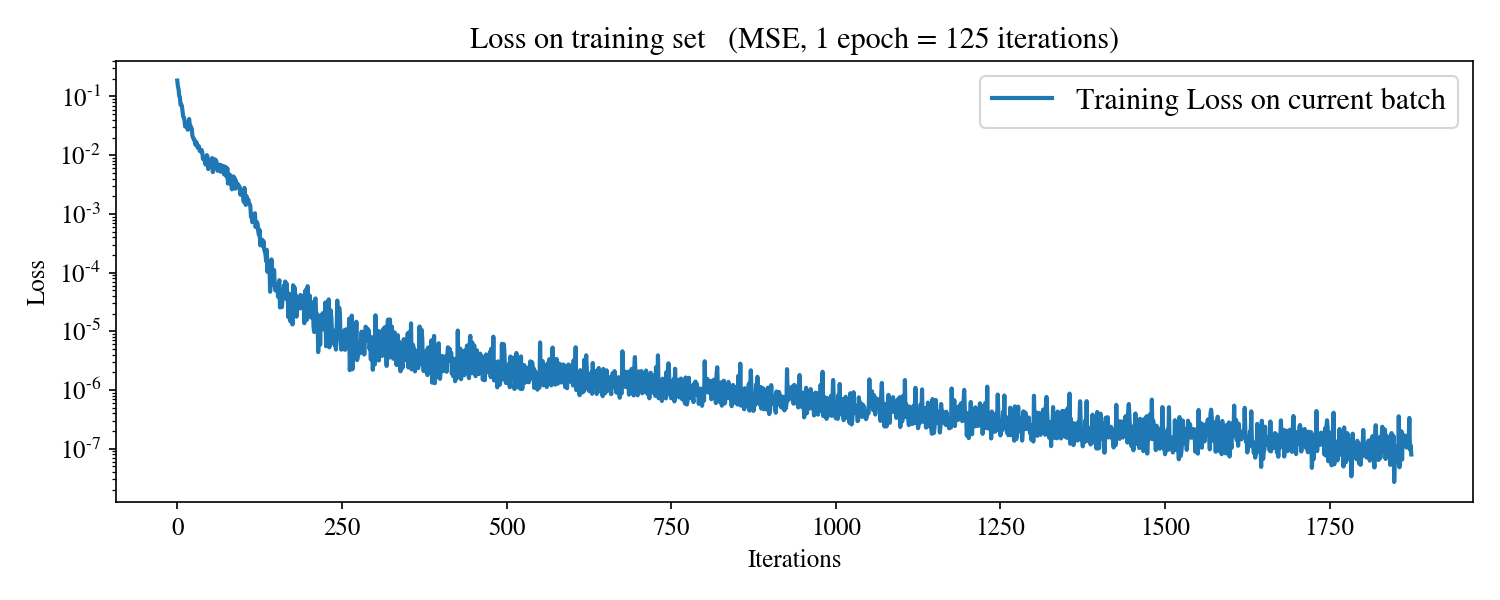 Loss on training set (MSE, 1 epoch = 125 iterations)
Training Loss on current batch
Loss
10⁻¹
10⁻²
10⁻³
10⁻⁴
10⁻⁵
10⁻⁶
10⁻⁷
0 250 500 750 1000 1250 1500 1750
Iterations